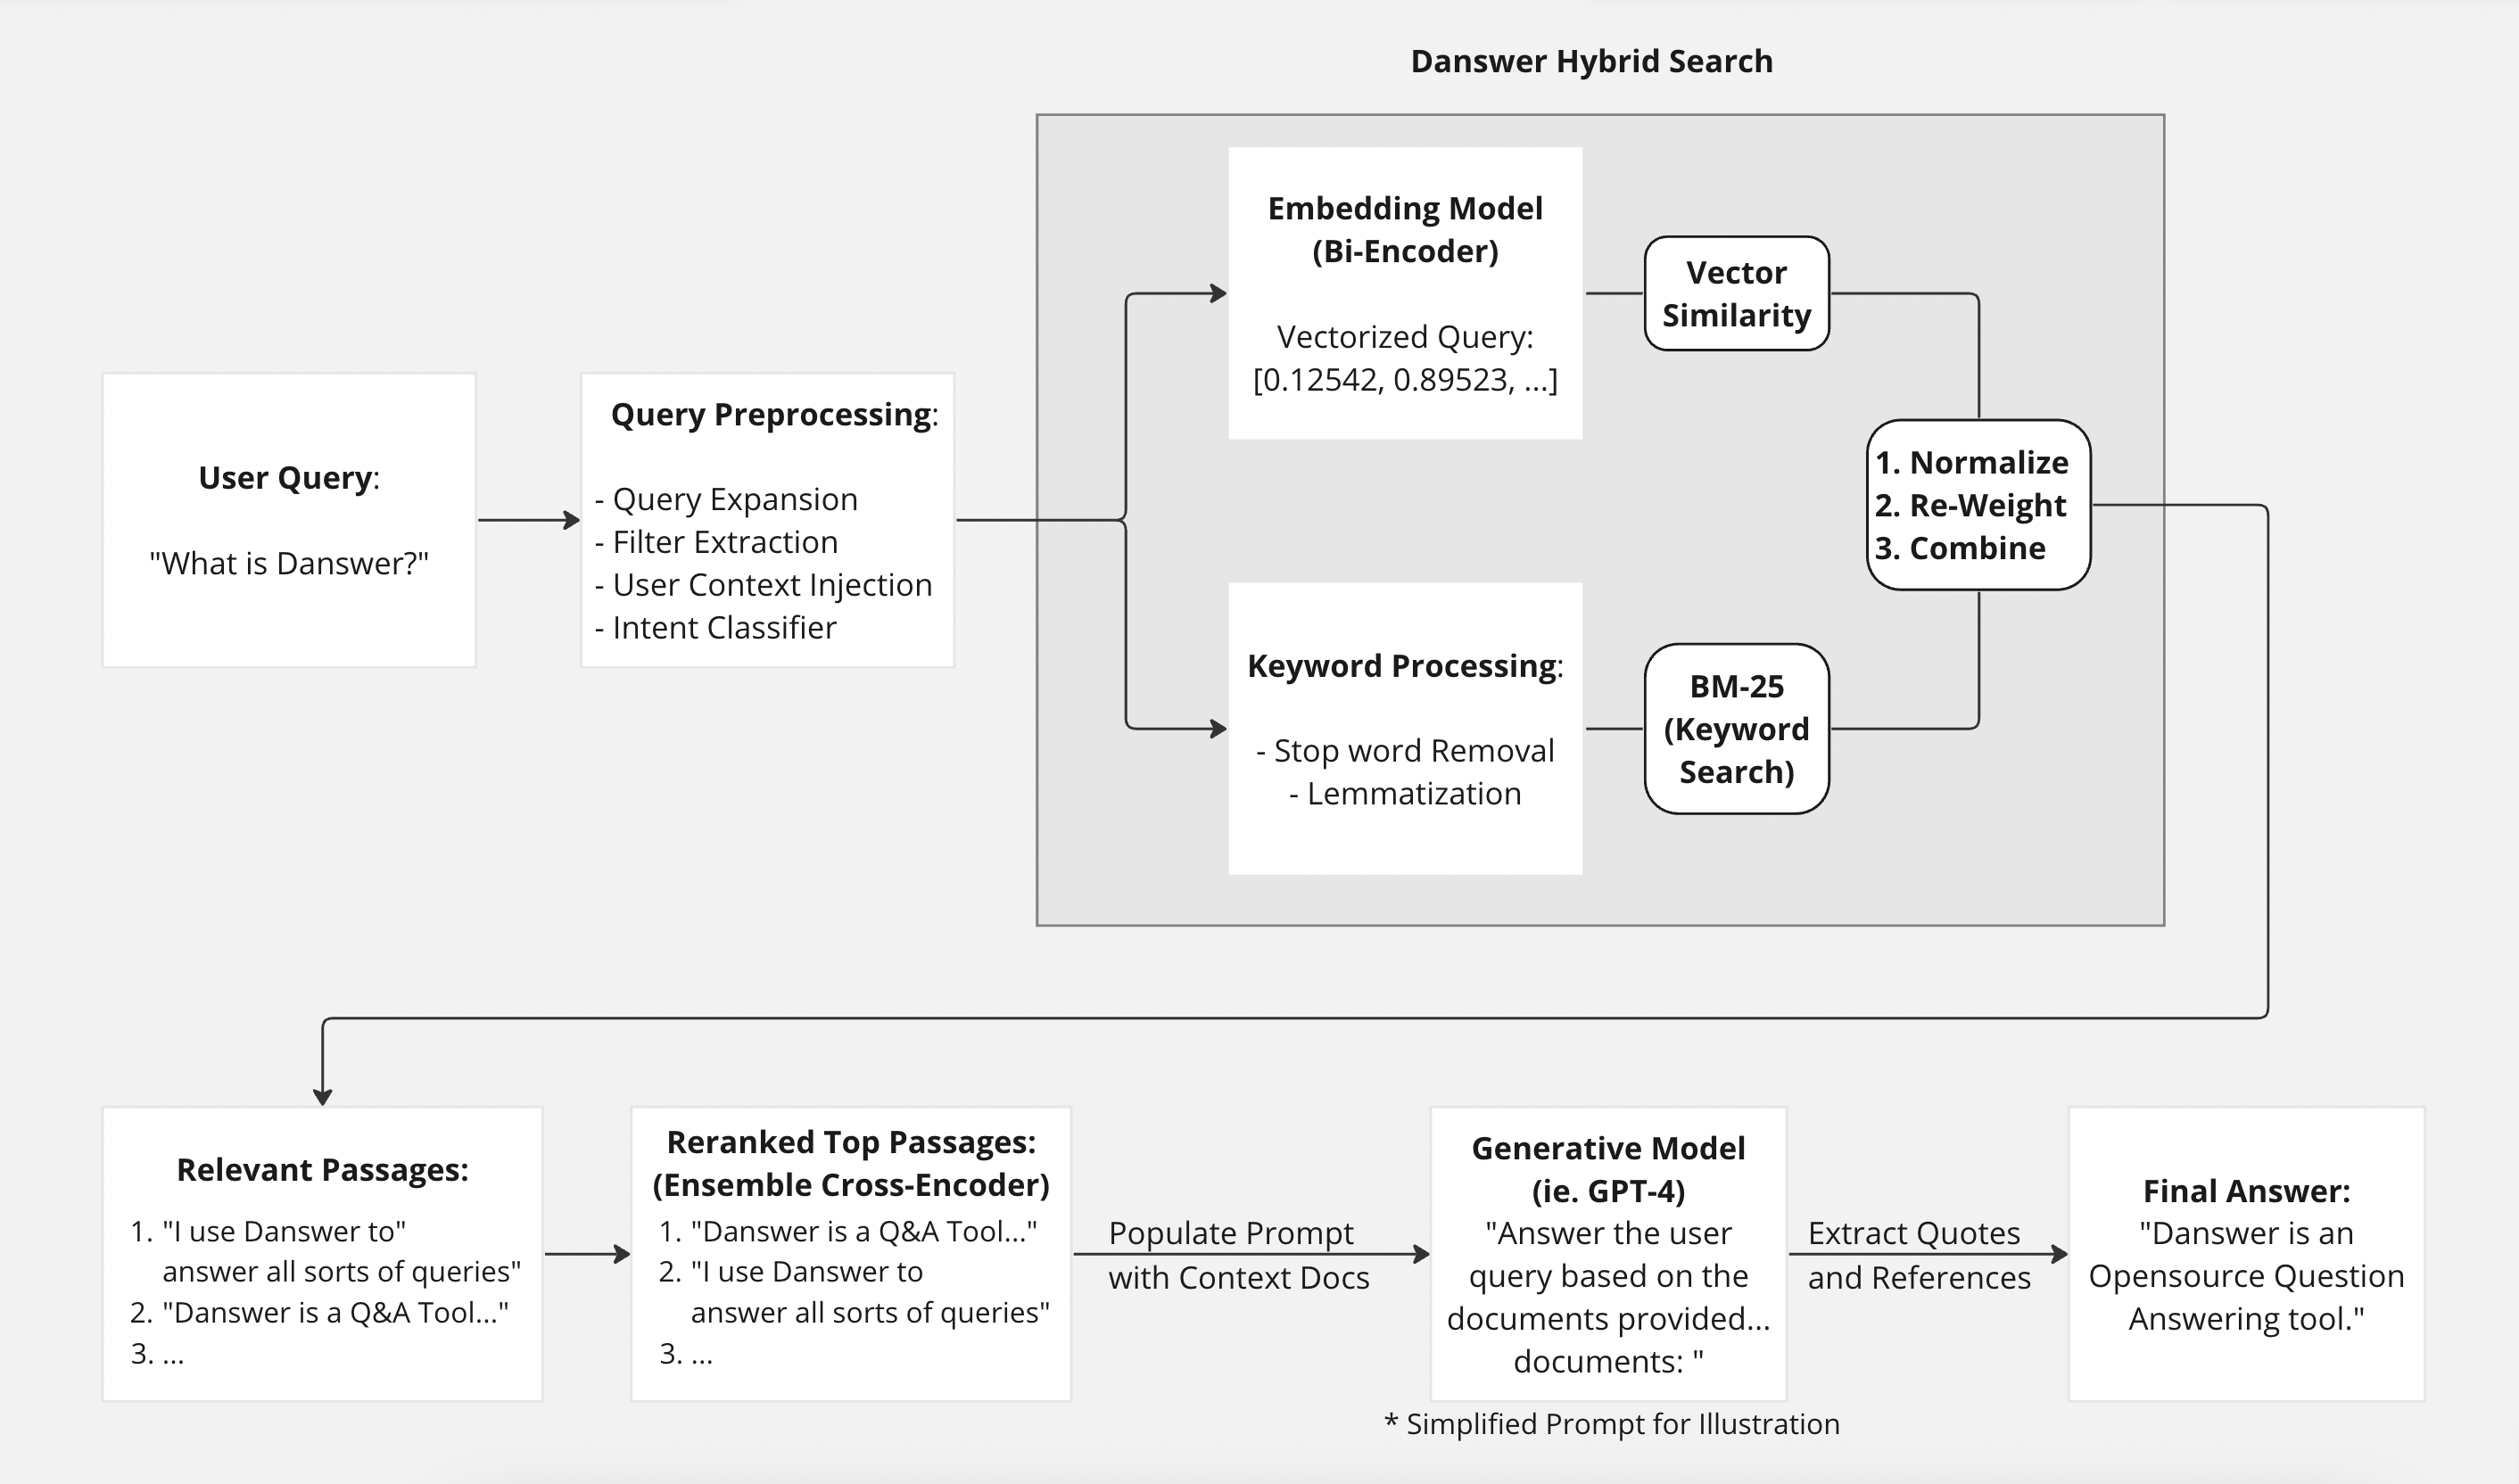 Danswer Hybrid Search
User Query:
"What is Danswer?"
Query Preprocessing:
- Query Expansion
- Filter Extraction
- User Context Injection
- Intent Classifier
Embedding Model
(Bi-Encoder)
Vectorized Query:
[0.12542, 0.89523, ...]
Vector
Similarity
Keyword Processing:
- Stop word Removal
- Lemmatization
BM-25
(Keyword
Search)
1. Normalize
2. Re-Weight
3. Combine
Relevant Passages:
1. "I use Danswer to"
answer all sorts of queries"
2. "Danswer is a Q&A Tool..."
3. ...
Reranked Top Passages:
(Ensemble Cross-Encoder)
1. "Danswer is a Q&A Tool..."
2. "I use Danswer to
answer all sorts of queries"
3. ...
Populate Prompt
with Context Docs
Generative Model
(ie. GPT-4)
"Answer the user
query based on the
documents provided...
documents: "
* Simplified Prompt for Illustration
Extract Quotes
and References
Final Answer:
"Danswer is an
Opensource Question
Answering tool."